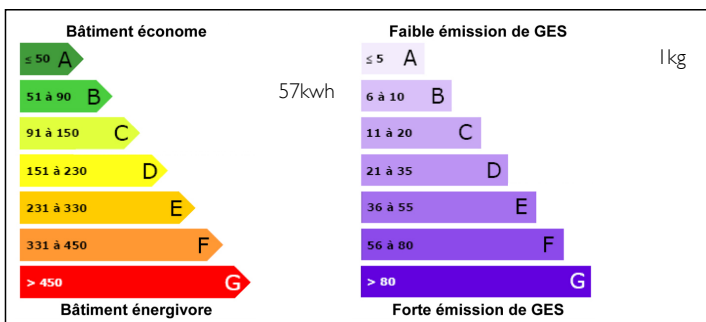 Bâtiment économe
≤ 50 A
51 à 90 B
57kwh
91 à 150 C
151 à 230 D
231 à 330 E
331 à 450 F
> 450 G
Bâtiment énergivore
Faible émission de GES
≤ 5 A
1kg
6 à 10 B
11 à 20 C
21 à 35 D
36 à 55 E
56 à 80 F
> 80 G
Forte émission de GES